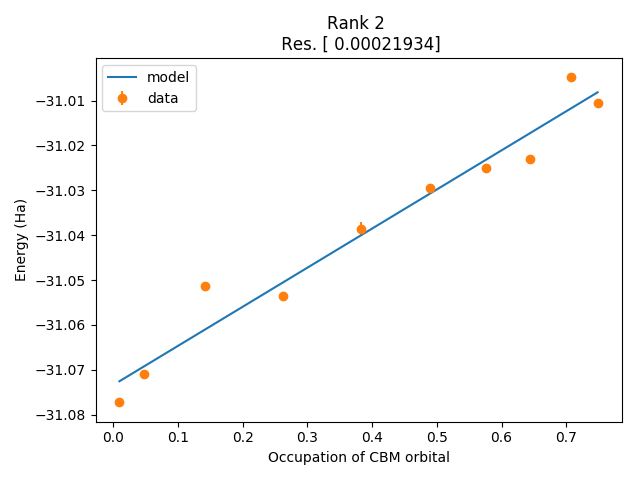 Rank 2
Res. [ 0.00021934]
model
data
−31.01
−31.02
−31.03
−31.04
−31.05
−31.06
−31.07
−31.08
Energy (Ha)
0.0 0.1 0.2 0.3 0.4 0.5 0.6 0.7
Occupation of CBM orbital